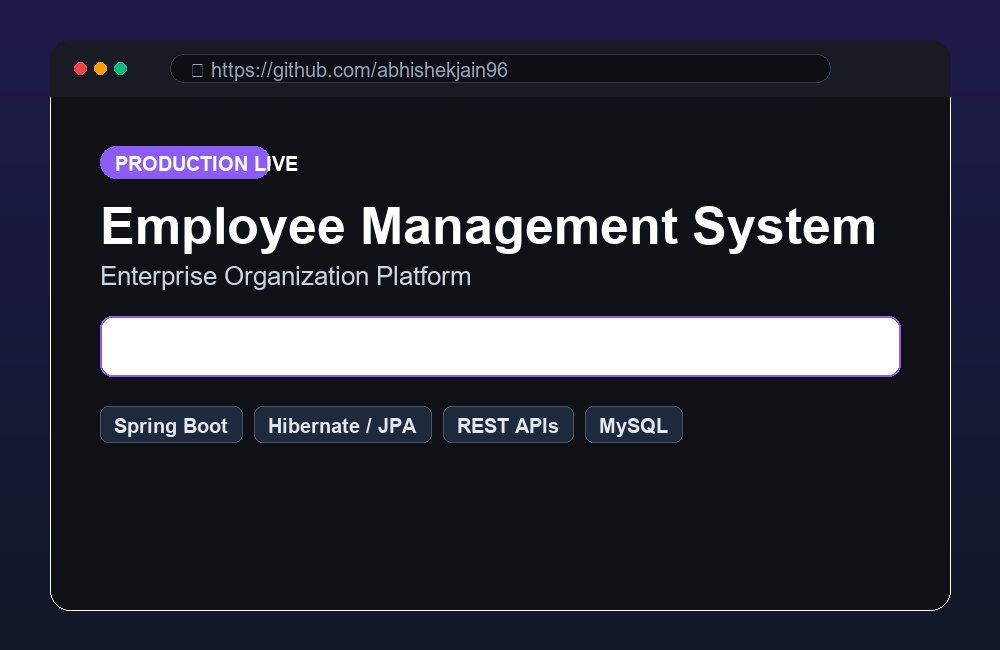 https://github.com/abhishekjain96
PRODUCTION LIVE
Employee Management System
Enterprise Organization Platform
Spring Boot Hibernate / JPA REST APIs MySQL